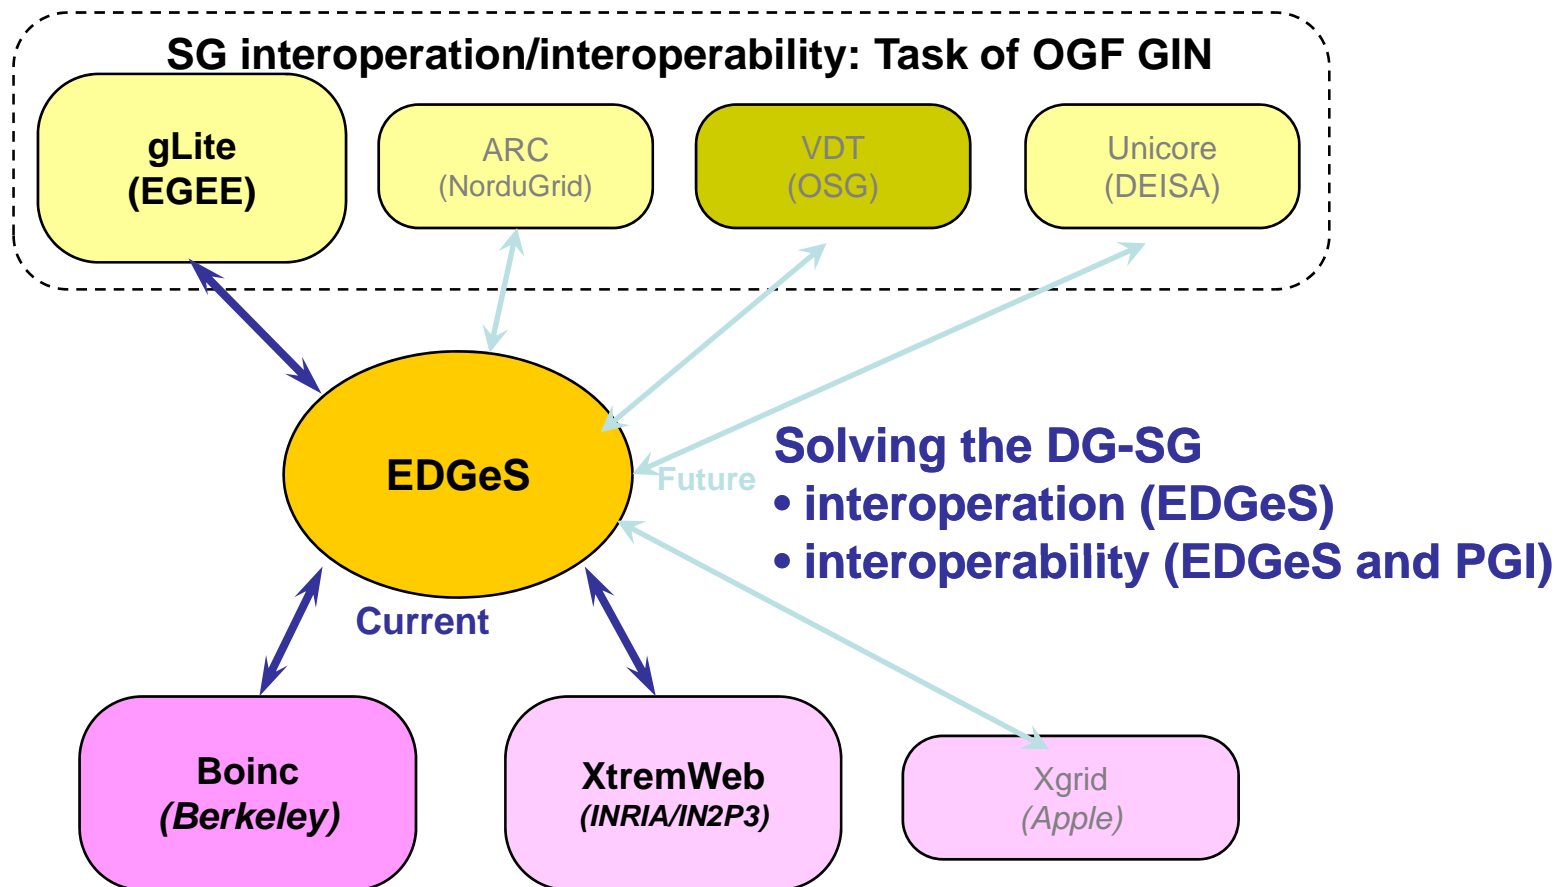 SG interoperation/interoperability: Task of OGF GIN
gLite
(EGEE)
ARC
(NorduGrid)
VDT
(OSG)
Unicore
(DEISA)
EDGeS
Future
Solving the DG-SG
• interoperation (EDGeS)
• interoperability (EDGeS and PGI)
Current
Boinc
(Berkeley)
XtremWeb
(INRIA/IN2P3)
Xgrid
(Apple)